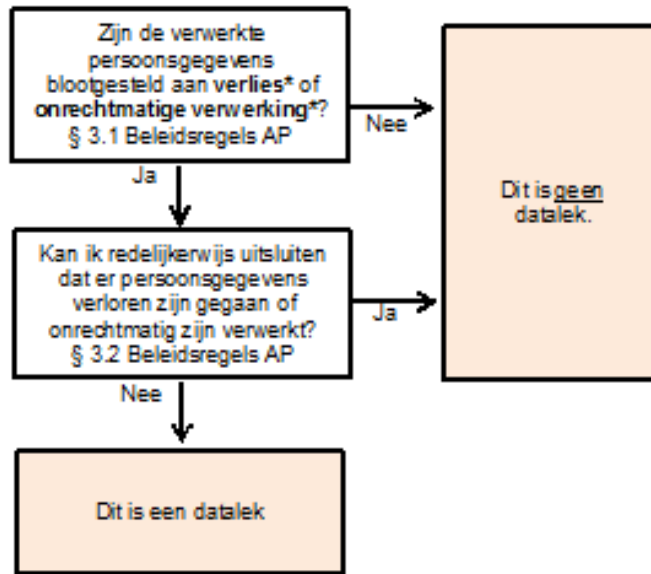 Zijn de verwerkte
persoonsgegevens
blootgesteld aan verlies* of
onrechtmatige verwerking*?
§ 3.1 Beleidsregels AP
Nee
Ja
Dit is geen
datalek.
Kan ik redelijkerwijs uitsluiten
dat er persoonsgegevens
verloren zijn gegaan of
onrechtmatig zijn verwerkt?
§ 3.2 Beleidsregels AP
Ja
Nee
Dit is een datalek